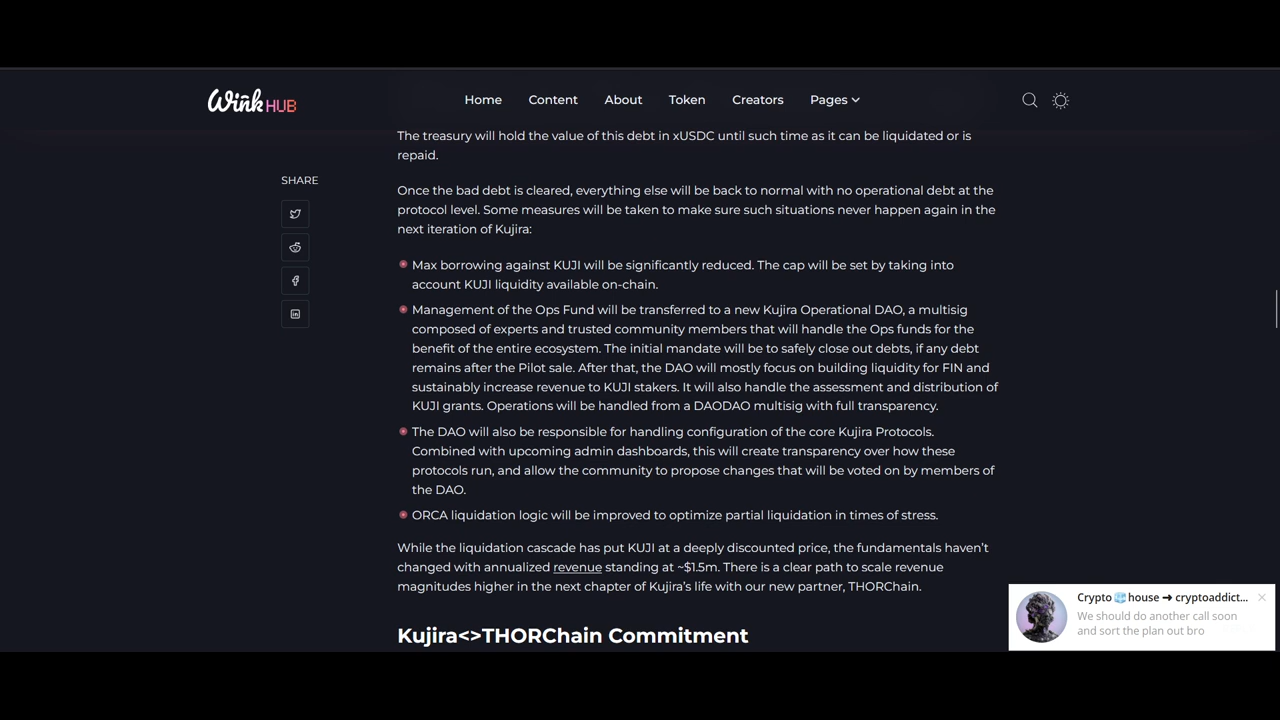 Wink HUB
Home Content About Token Creators Pages
The treasury will hold the value of this debt in xUSDC until such time as it can be liquidated or is
repaid.
SHARE
Once the bad debt is cleared, everything else will be back to normal with no operational debt at the
protocol level. Some measures will be taken to make sure such situations never happen again in the
next iteration of Kujira:
Max borrowing against KUJI will be significantly reduced. The cap will be set by taking into
account KUJI liquidity available on-chain.
Management of the Ops Fund will be transferred to a new Kujira Operational DAO, a multisig
composed of experts and trusted community members that will handle the Ops funds for the
benefit of the entire ecosystem. The initial mandate will be to safely close out debts, if any debt
remains after the Pilot sale. After that, the DAO will mostly focus on building liquidity for FIN and
sustainably increase revenue to KUJI stakers. It will also handle the assessment and distribution of
KUJI grants. Operations will be handled from a DAODAO multisig with full transparency.
The DAO will also be responsible for handling configuration of the core Kujira Protocols.
Combined with upcoming admin dashboards, this will create transparency over how these
protocols run, and allow the community to propose changes that will be voted on by members of
the DAO.
ORCA liquidation logic will be improved to optimize partial liquidation in times of stress.
While the liquidation cascade has put KUJI at a deeply discounted price, the fundamentals haven't
changed with annualized revenue standing at ~$1.5m. There is a clear path to scale revenue
magnitudes higher in the next chapter of Kujira's life with our new partner, THORChain.
Kujira<>THORChain Commitment
Crypto 🧊house ➜ cryptoaddict...
We should do another call soon
and sort the plan out bro